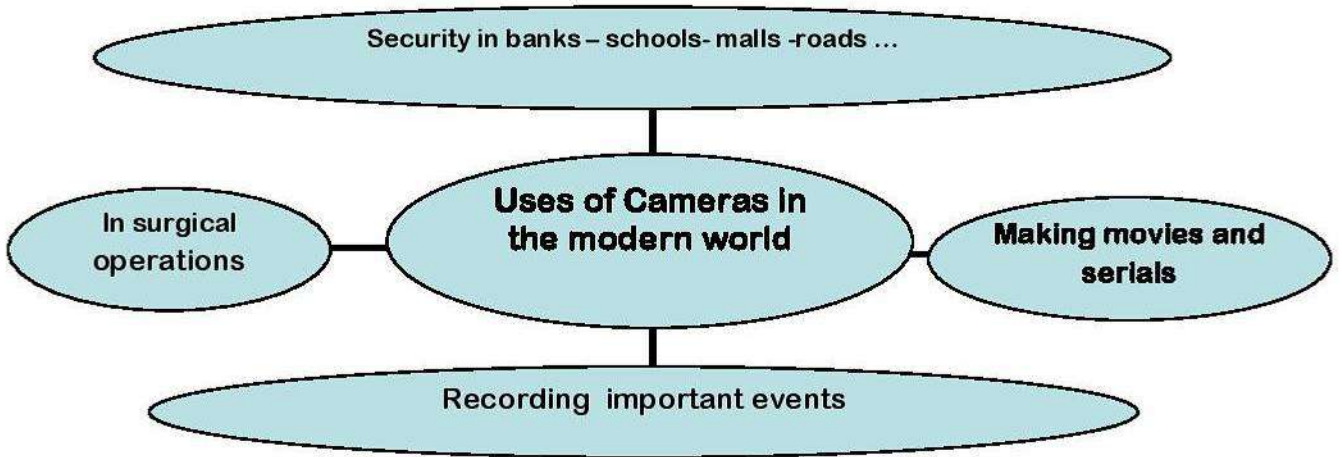 Security in banks – schools- malls -roads ...
Uses of Cameras in
the modern world
In surgical
operations
Making movies and
serials
Recording important events